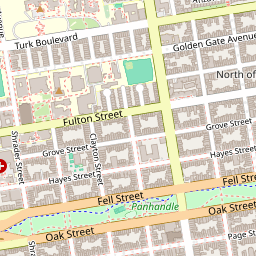 Turk Boulevard
Golden Gate Avenue
North of
Fulton Street
Shrader Street
Grove Street
Grove Street
Clayton Street
Hayes Street
Hayes Street
Fell Street
Fell Street
Panhandle
Oak Street
Oak Street
Page Street